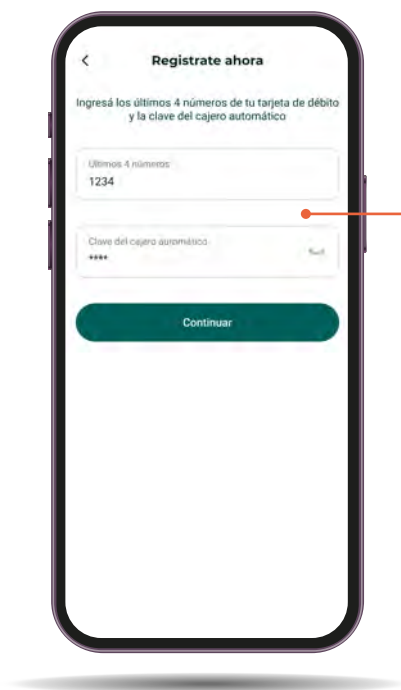 Registrate ahora
Ingresá los últimos 4 números de tu tarjeta de débito
y la clave del cajero automático
Últimos 4 números
1234
Clave del cajero automático
****
Continuar